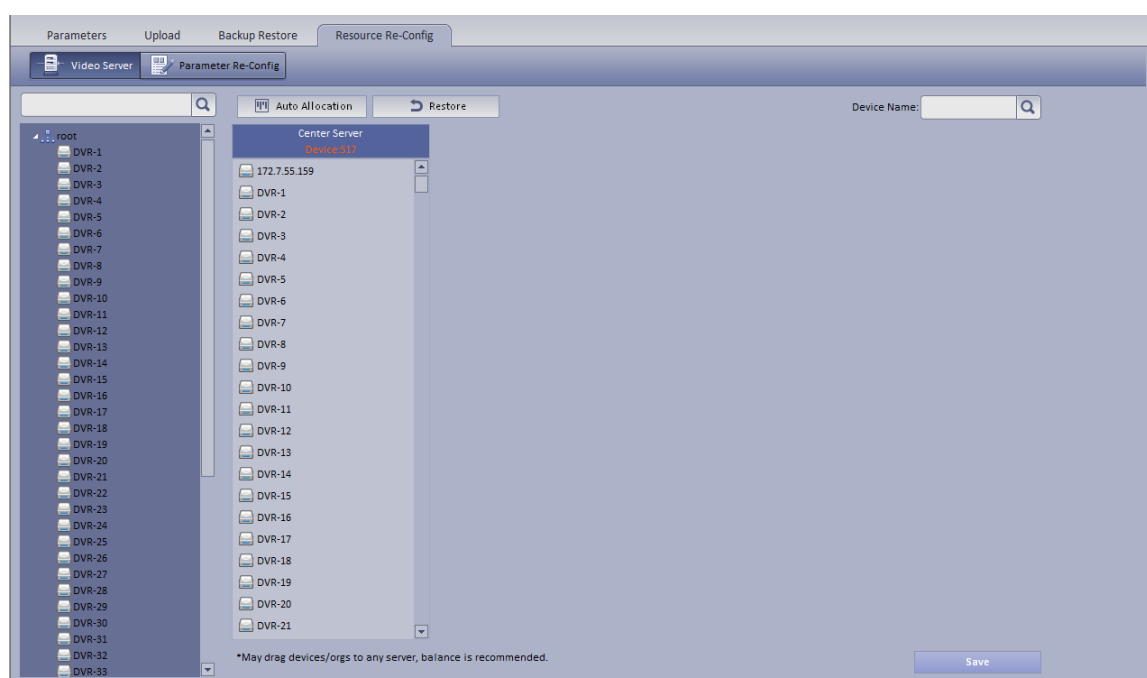 Parameters Upload Backup Restore Resource Re-Config
Video Server Parameter Re-Config
Auto Allocation Restore Device Name:
root
DVR-1
DVR-2
DVR-3
DVR-4
DVR-5
DVR-6
DVR-7
DVR-8
DVR-9
DVR-10
DVR-11
DVR-12
DVR-13
DVR-14
DVR-15
DVR-16
DVR-17
DVR-18
DVR-19
DVR-20
DVR-21
DVR-22
DVR-23
DVR-24
DVR-25
DVR-26
DVR-27
DVR-28
DVR-29
DVR-30
DVR-31
DVR-32
DVR-33
Center Server
Device:517
172.7.55.159
DVR-1
DVR-2
DVR-3
DVR-4
DVR-5
DVR-6
DVR-7
DVR-8
DVR-9
DVR-10
DVR-11
DVR-12
DVR-13
DVR-14
DVR-15
DVR-16
DVR-17
DVR-18
DVR-19
DVR-20
DVR-21
*May drag devices/orgs to any server, balance is recommended.
Save